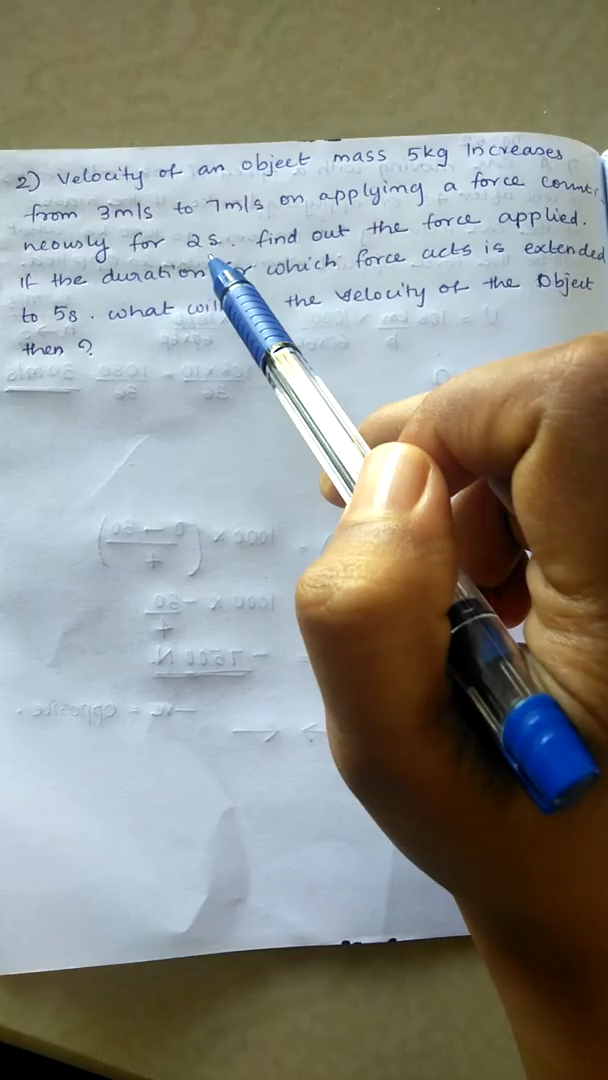 2) Velocity of an object mass 5kg increases
from 3m/s to 7m/s on applying a force conti
neously for 2s. find out the force applied.
if the duration which force acts is extended
to 5s. what the velocity of the Object
then ?